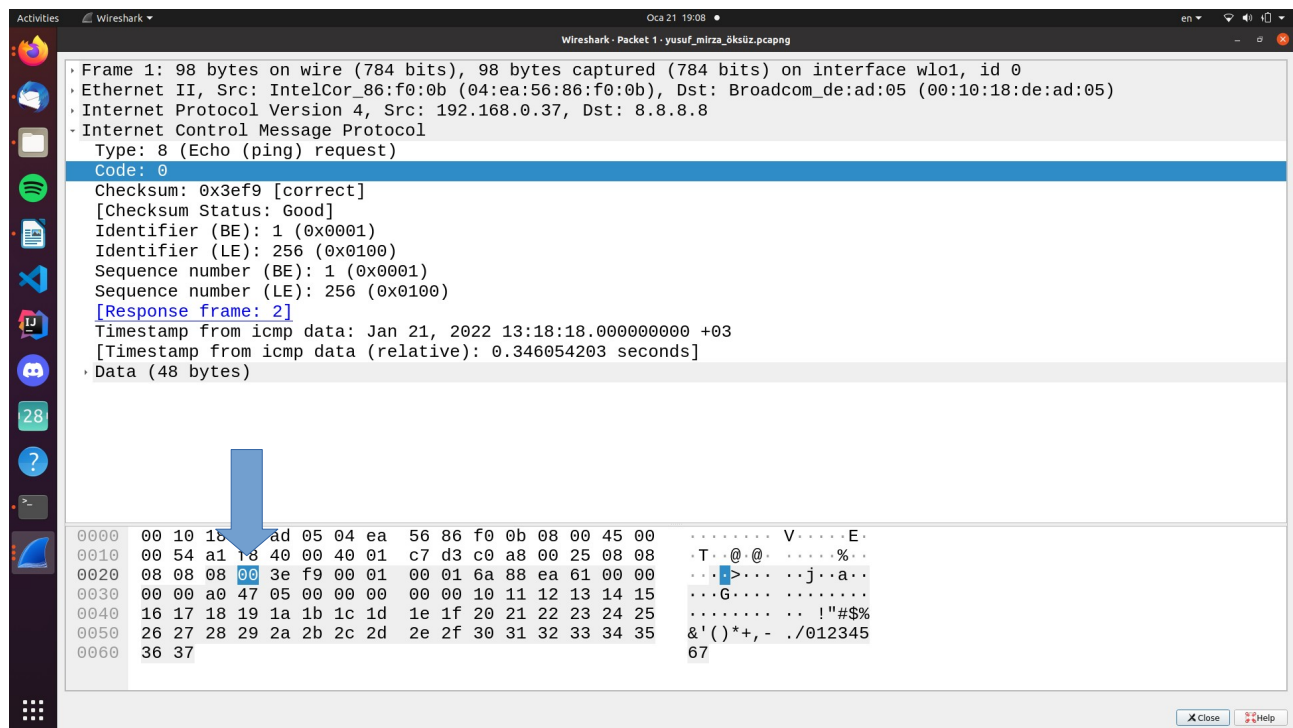 Activities Wireshark Oca 21 19:08 en
Wireshark · Packet 1 · yusuf_mirza_öksüz.pcapng
Frame 1: 98 bytes on wire (784 bits), 98 bytes captured (784 bits) on interface wlo1, id 0
Ethernet II, Src: IntelCor_86:f0:0b (04:ea:56:86:f0:0b), Dst: Broadcom_de:ad:05 (00:10:18:de:ad:05)
Internet Protocol Version 4, Src: 192.168.0.37, Dst: 8.8.8.8
Internet Control Message Protocol
Type: 8 (Echo (ping) request)
Code: 0
Checksum: 0x3ef9 [correct]
[Checksum Status: Good]
Identifier (BE): 1 (0x0001)
Identifier (LE): 256 (0x0100)
Sequence number (BE): 1 (0x0001)
Sequence number (LE): 256 (0x0100)
[Response frame: 2]
Timestamp from icmp data: Jan 21, 2022 13:18:18.000000000 +03
[Timestamp from icmp data (relative): 0.346054203 seconds]
Data (48 bytes)
IJ
28
?
>_
0000 00 10 18 ad 05 04 ea 56 86 f0 0b 08 00 45 00 ········ V·····E·
0010 00 54 a1 f8 40 00 40 01 c7 d3 c0 a8 00 25 08 08 ·T··@·@· ·····%··
0020 08 08 08 00 3e f9 00 01 00 01 6a 88 ea 61 00 00 ····>··· ··j··a··
0030 00 00 a0 47 05 00 00 00 00 00 10 11 12 13 14 15 ···G···· ········
0040 16 17 18 19 1a 1b 1c 1d 1e 1f 20 21 22 23 24 25 ········ ·· !"#$%
0050 26 27 28 29 2a 2b 2c 2d 2e 2f 30 31 32 33 34 35 &'()*+,- ./012345
0060 36 37 67
Close Help